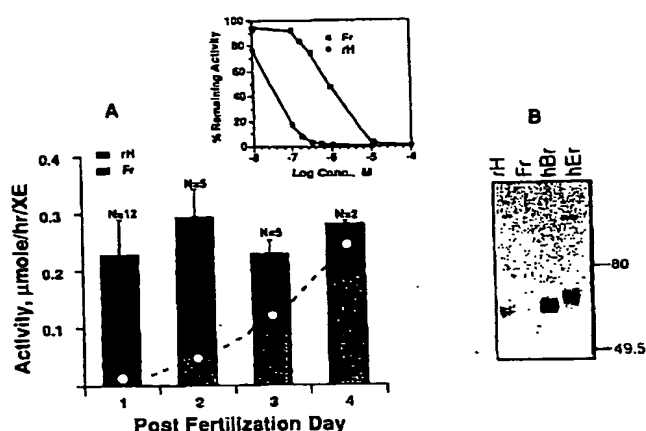 100
80
60
40
20
0
% Remaining Activity
Fr
rH
-8 -7 -6 -5 -4
Log Conc., M
A
rH
Fr
0.4
0.3
0.2
0.1
Activity, µmole/hr/XE
N=12
N=5
N=5
N=2
1 2 3 4
Post Fertilization Day
B
rH Fr hBr hEr
80
49.5